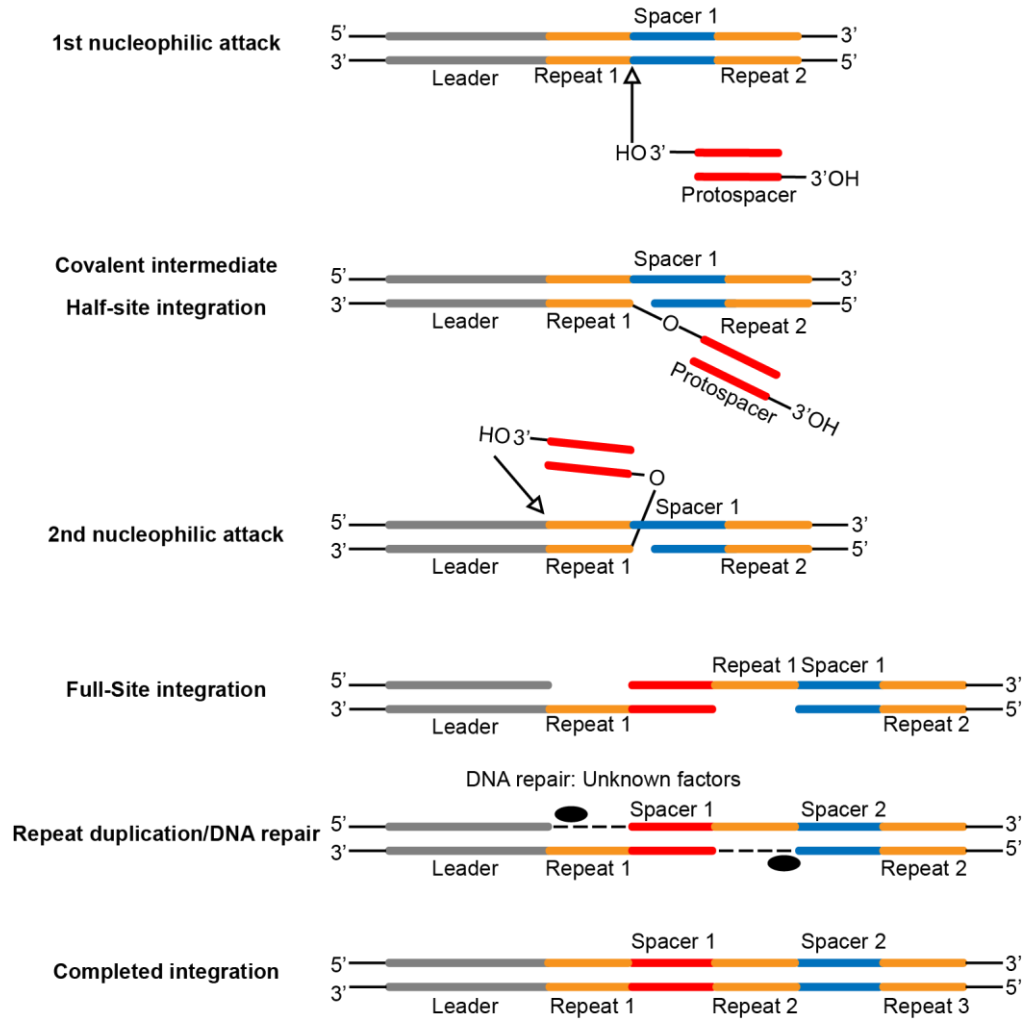 Spacer 1
1st nucleophilic attack
5’ 3’
3’ 5’
Leader Repeat 1 Repeat 2
HO 3’
3’OH
Protospacer
Covalent intermediate
Spacer 1
5’ 3’
Half-site integration
3’ 5’
Leader Repeat 1 Repeat 2
O
Protospacer
3’OH
HO 3’
O
Spacer 1
2nd nucleophilic attack
5’ 3’
3’ 5’
Leader Repeat 1 Repeat 2
Repeat 1 Spacer 1
Full-Site integration
5’ 3’
3’ 5’
Leader Repeat 1 Repeat 2
DNA repair: Unknown factors
Spacer 1 Spacer 2
Repeat duplication/DNA repair
5’ 3’
3’ 5’
Leader Repeat 1 Repeat 2
Spacer 1 Spacer 2
Completed integration
5’ 3’
3’ 5’
Leader Repeat 1 Repeat 2 Repeat 3